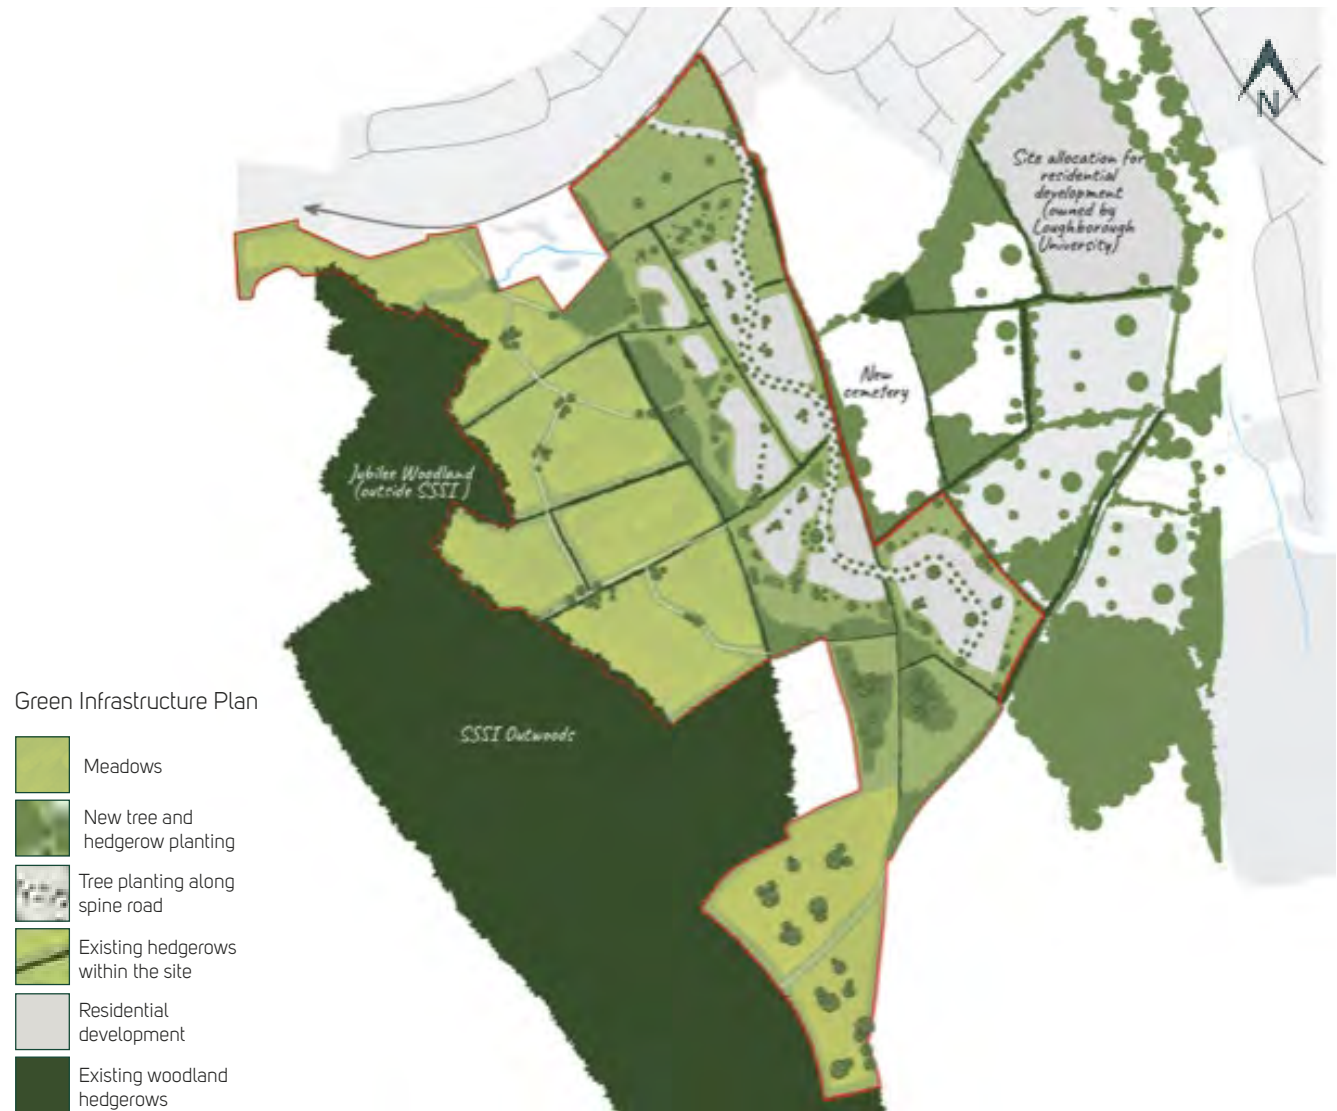 N
Site allocation for
residential
development
(owned by
Loughborough
University)
New
cemetery
Jubilee Woodland
(outside SSSI)
SSSI Outwoods
Green Infrastructure Plan
Meadows
New tree and
hedgerow planting
Tree planting along
spine road
Existing hedgerows
within the site
Residential
development
Existing woodland
hedgerows